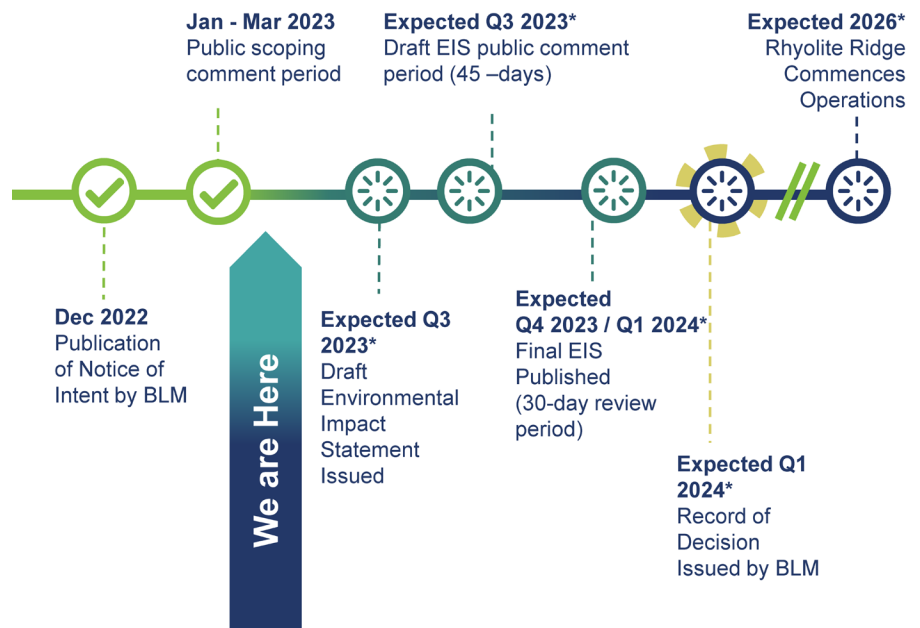 Jan - Mar 2023
Public scoping
comment period
Expected Q3 2023*
Draft EIS public comment
period (45 –days)
Expected 2026*
Rhyolite Ridge
Commences
Operations
Dec 2022
Publication
of Notice of
Intent by BLM
We are Here
Expected Q3
2023*
Draft
Environmental
Impact
Statement
Issued
Expected
Q4 2023 / Q1 2024*
Final EIS
Published
(30-day review
period)
Expected Q1
2024*
Record of
Decision
Issued by BLM